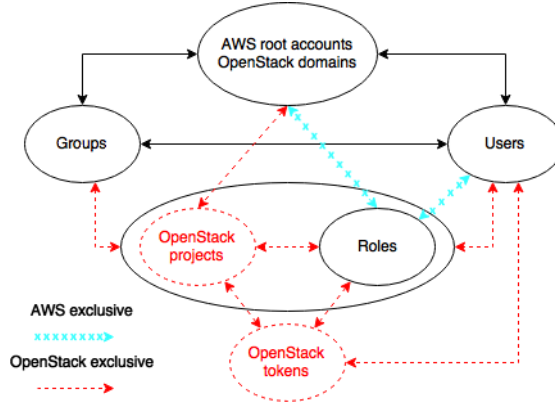 AWS root accounts
OpenStack domains
Groups
Users
OpenStack
projects
Roles
AWS exclusive
OpenStack exclusive
OpenStack
tokens